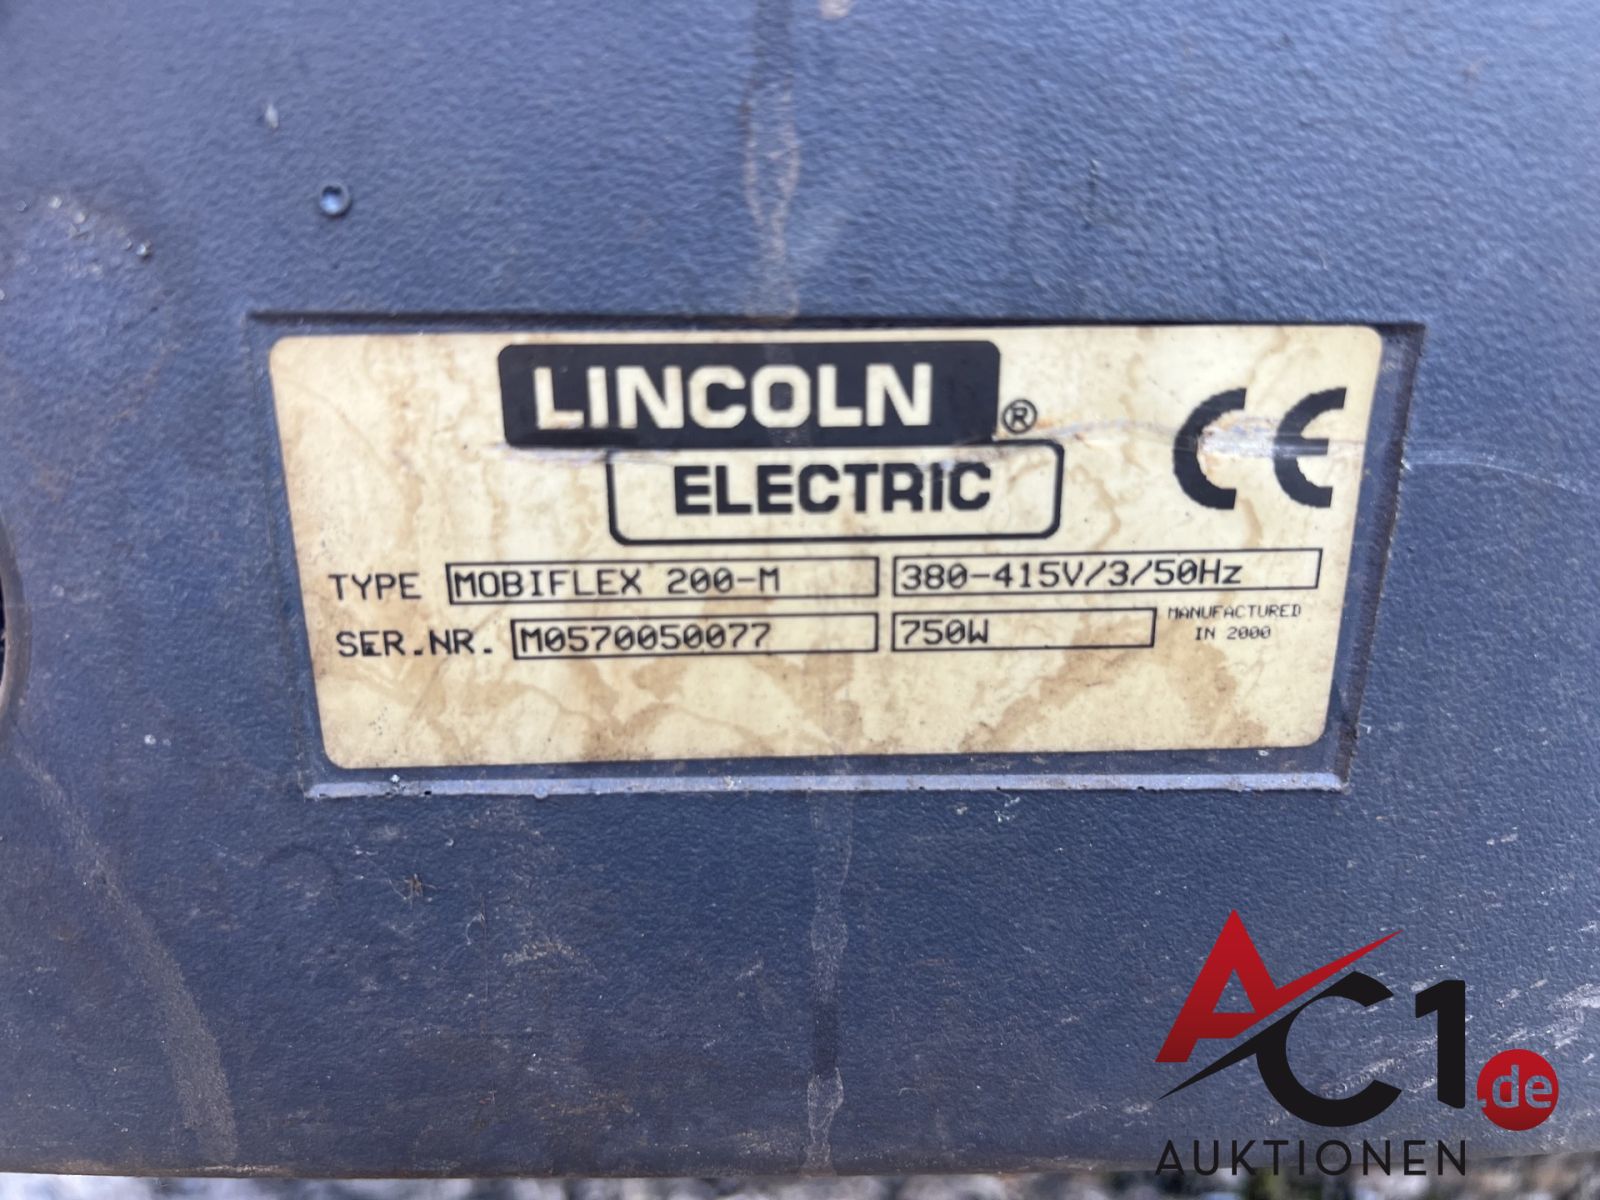 LINCOLN ®
ELECTRIC
CE
TYPE MOBIFLEX 200-M 380-415V/3/50Hz
SER.NR. M0570050077 750W MANUFACTURED
IN 2000
AC1.de
AUKTIONEN